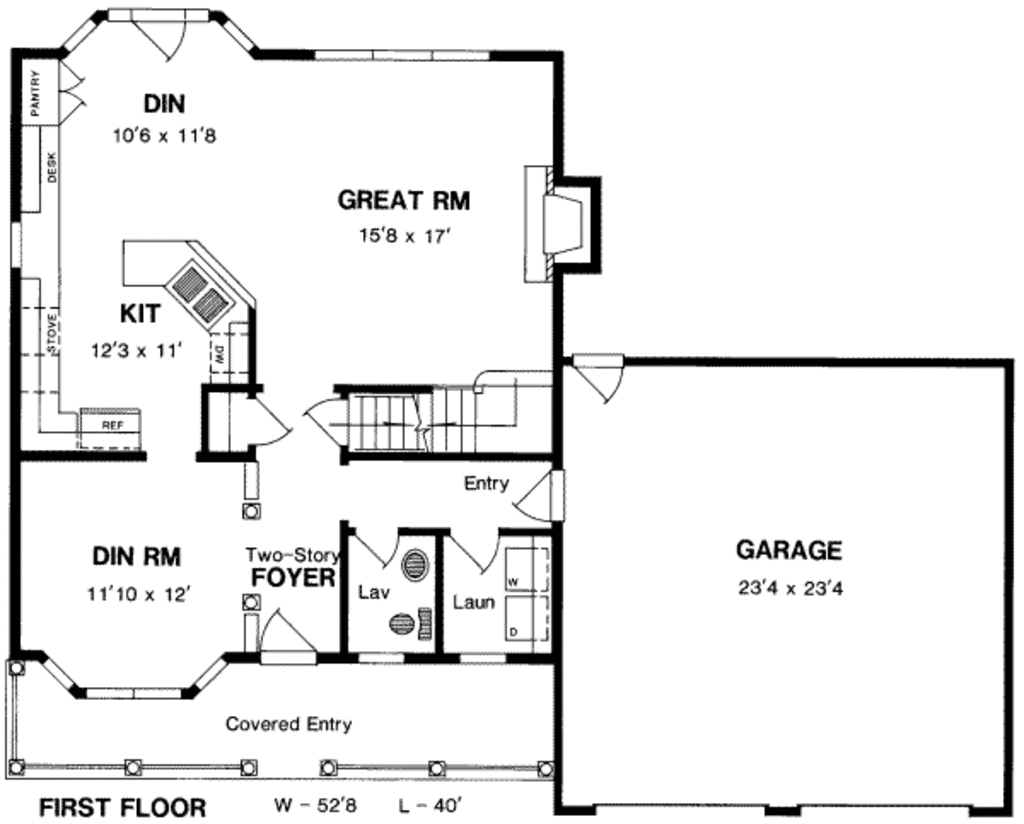 PANTRY
DIN
10'6 x 11'8
DESK
GREAT RM
15'8 x 17'
KIT
12'3 x 11'
STOVE
DW
REF
Entry
DIN RM
11'10 x 12'
Two-Story
FOYER
Lav
Laun
W
D
GARAGE
23'4 x 23'4
Covered Entry
FIRST FLOOR W - 52'8 L - 40'